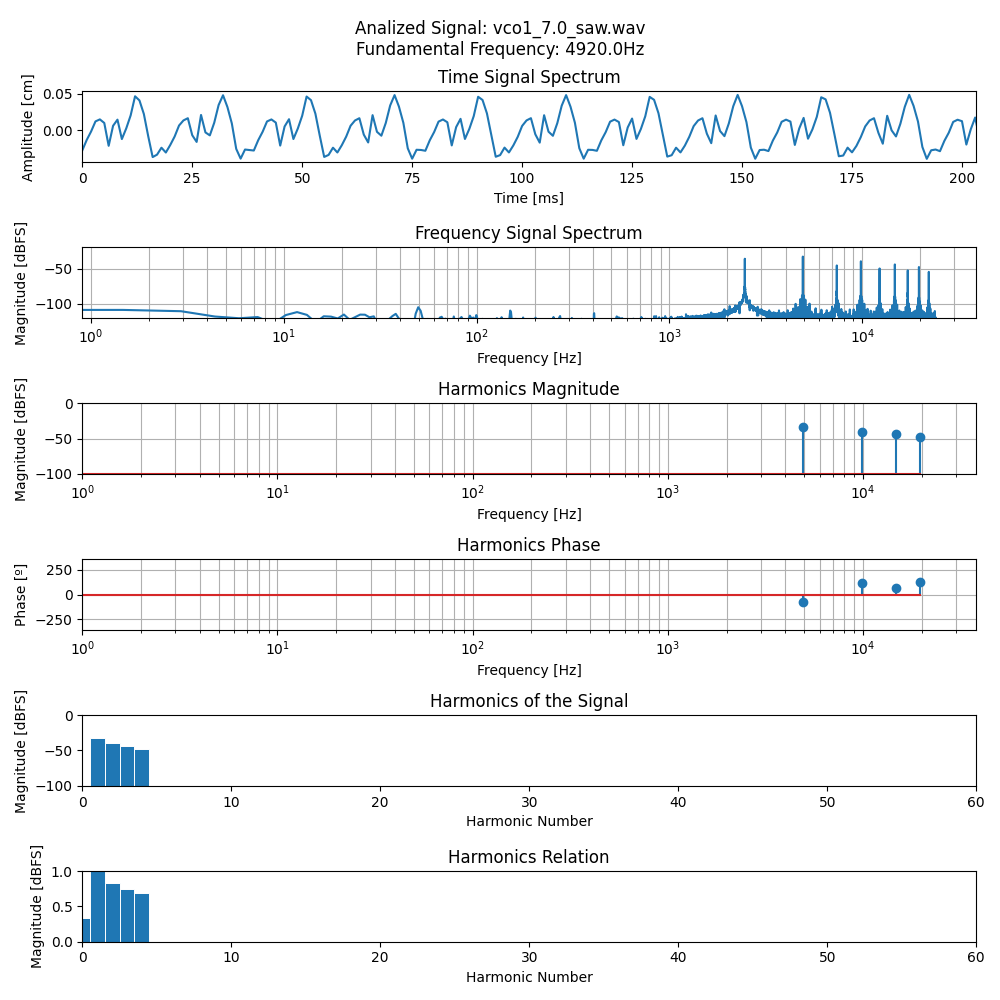 Analized Signal: vco1_7.0_saw.wav
Fundamental Frequency: 4920.0Hz
Time Signal Spectrum
Amplitude [cm]
0.05
0.00
0 25 50 75 100 125 150 175 200
Time [ms]
Frequency Signal Spectrum
Magnitude [dBFS]
−50
−100
10⁰ 10¹ 10² 10³ 10⁴
Frequency [Hz]
Harmonics Magnitude
Magnitude [dBFS]
0
−50
−100
10⁰ 10¹ 10² 10³ 10⁴
Frequency [Hz]
Harmonics Phase
Phase [º]
250
0
−250
10⁰ 10¹ 10² 10³ 10⁴
Frequency [Hz]
Harmonics of the Signal
Magnitude [dBFS]
0
−50
−100
0 10 20 30 40 50 60
Harmonic Number
Harmonics Relation
Magnitude [dBFS]
1.0
0.5
0.0
0 10 20 30 40 50 60
Harmonic Number